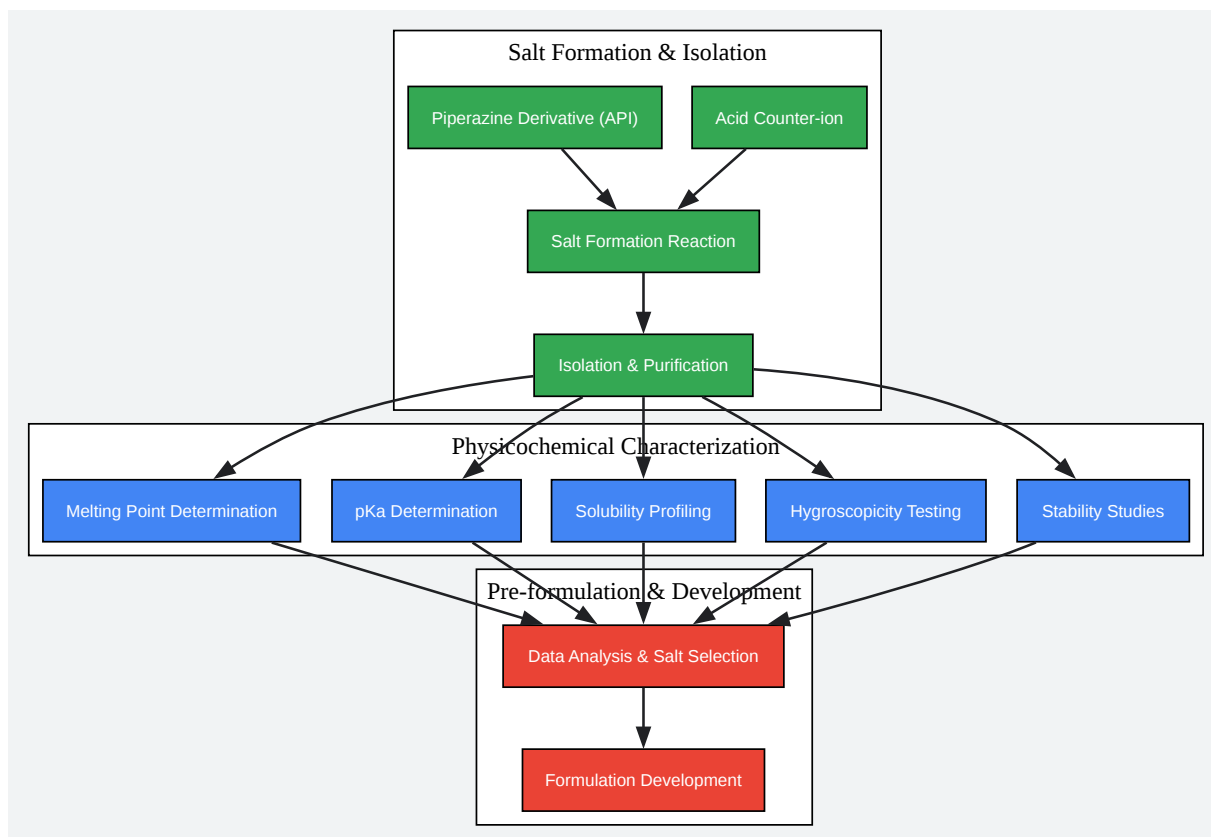 Salt Formation & Isolation
Piperazine Derivative (API)
Acid Counter-ion
Salt Formation Reaction
Isolation & Purification
Physicochemical Characterization
Melting Point Determination
pKa Determination
Solubility Profiling
Hygroscopicity Testing
Stability Studies
Pre-formulation & Development
Data Analysis & Salt Selection
Formulation Development